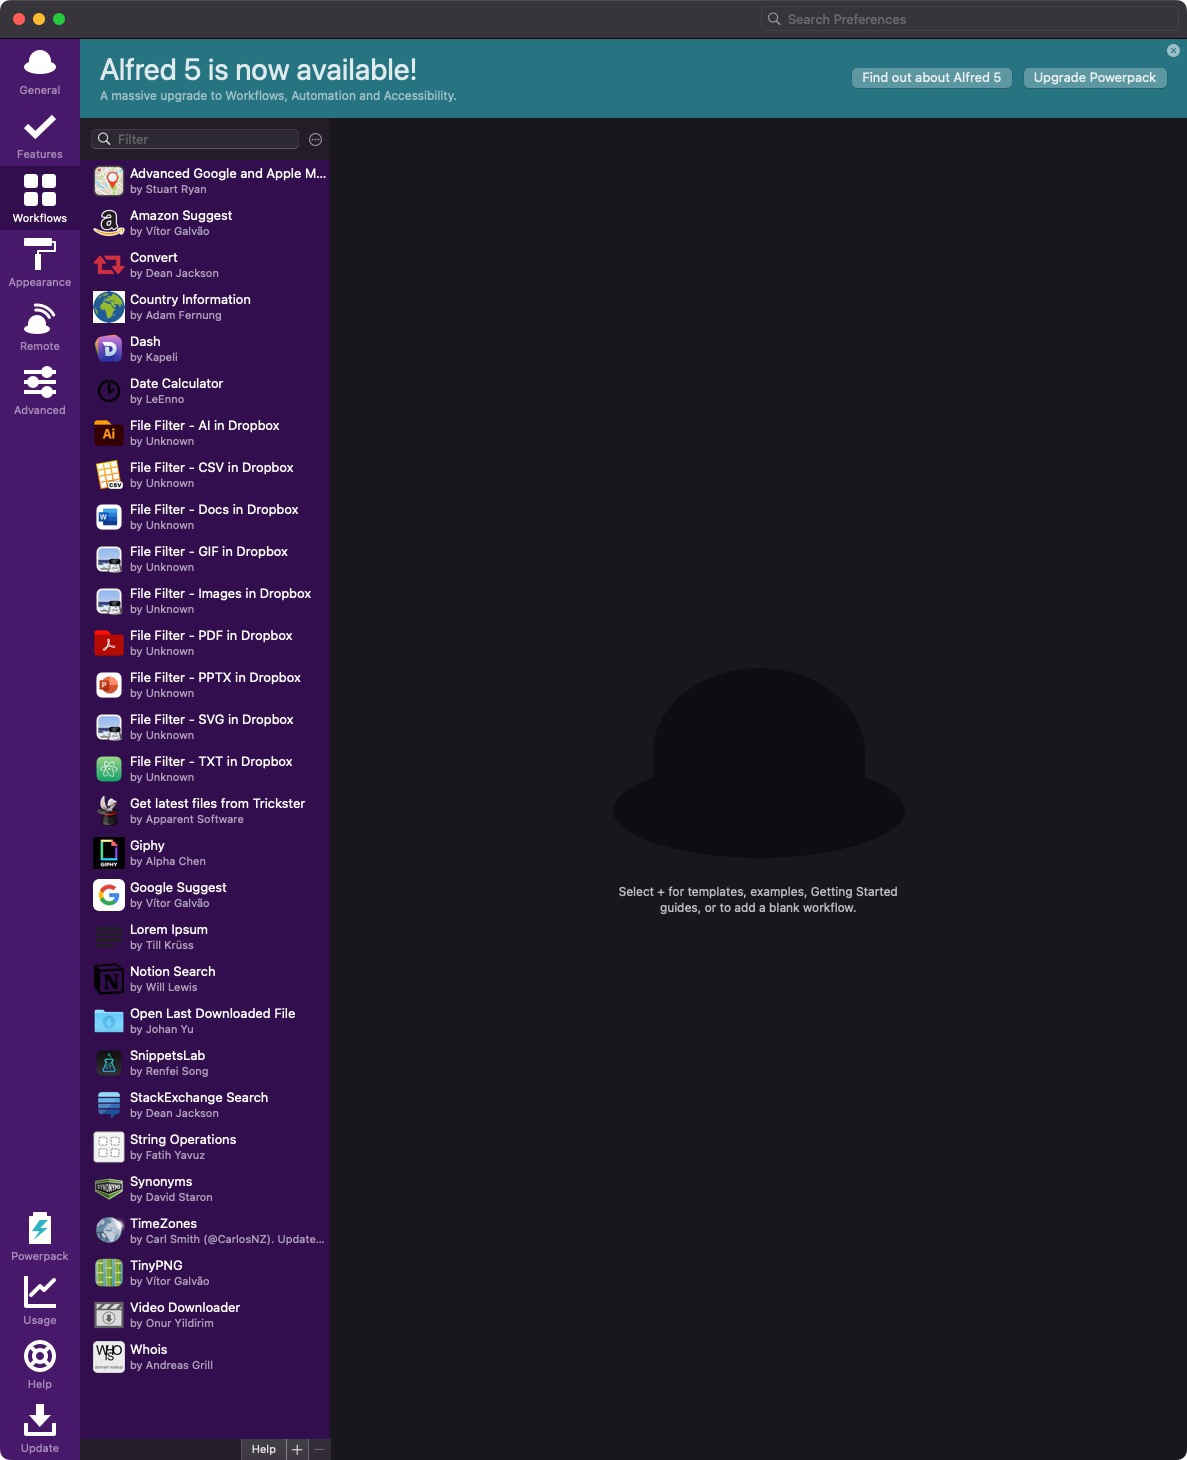 Search Preferences
General
Features
Workflows
Appearance
Remote
Advanced
Powerpack
Usage
Help
Update
Alfred 5 is now available!
A massive upgrade to Workflows, Automation and Accessibility.
Find out about Alfred 5
Upgrade Powerpack
Filter
Advanced Google and Apple M...
by Stuart Ryan
a
Amazon Suggest
by Vítor Galvão
Convert
by Dean Jackson
Country Information
by Adam Fernung
D
Dash
by Kapeli
Date Calculator
by LeEnno
Ai
File Filter - AI in Dropbox
by Unknown
CSV
File Filter - CSV in Dropbox
by Unknown
W
File Filter - Docs in Dropbox
by Unknown
File Filter - GIF in Dropbox
by Unknown
File Filter - Images in Dropbox
by Unknown
File Filter - PDF in Dropbox
by Unknown
P
File Filter - PPTX in Dropbox
by Unknown
File Filter - SVG in Dropbox
by Unknown
File Filter - TXT in Dropbox
by Unknown
Get latest files from Trickster
by Apparent Software
GIPHY
Giphy
by Alpha Chen
G
Google Suggest
by Vítor Galvão
Lorem Ipsum
by Till Krüss
N
Notion Search
by Will Lewis
Open Last Downloaded File
by Johan Yu
SnippetsLab
by Renfei Song
StackExchange Search
by Dean Jackson
String Operations
by Fatih Yavuz
SYNONYMS
Synonyms
by David Staron
TimeZones
by Carl Smith (@CarlosNZ). Update...
TinyPNG
by Vítor Galvão
Video Downloader
by Onur Yildirim
WHOIS
domain lookup
Whois
by Andreas Grill
Help
+
−
Select + for templates, examples, Getting Started
guides, or to add a blank workflow.